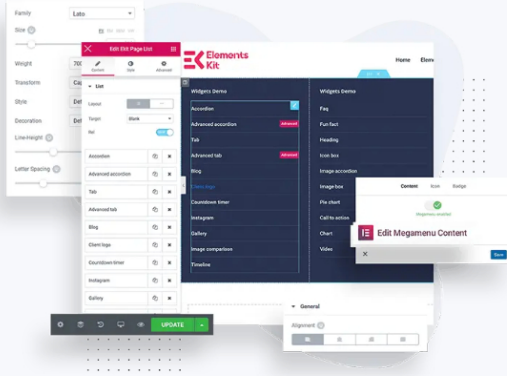 Family
Lato
Size
Weight
700
Transform
Style
Decoration
Line-Height
Letter Spacing
Edit Edit Page List
Content
Style
Advanced
List
Layout
Target
Blank
Rel
Accordion
Advanced accordion
Tab
Advanced tab
Blog
Client logo
Countdown timer
Instagram
Gallery
UPDATE
Elements
Kit
Home
Widgets Demo
Accordion
Advanced accordion
Advanced
Tab
Advanced tab
Advanced
Blog
Client logo
Countdown timer
Instagram
Gallery
Image comparison
Timeline
Widgets Demo
Faq
Fun fact
Heading
Icon box
Image accordion
Image box
Pie chart
Call to action
Chart
Video
Content Icon Badge
Megamenu enabled
Edit Megamenu Content
Save
General
Alignment